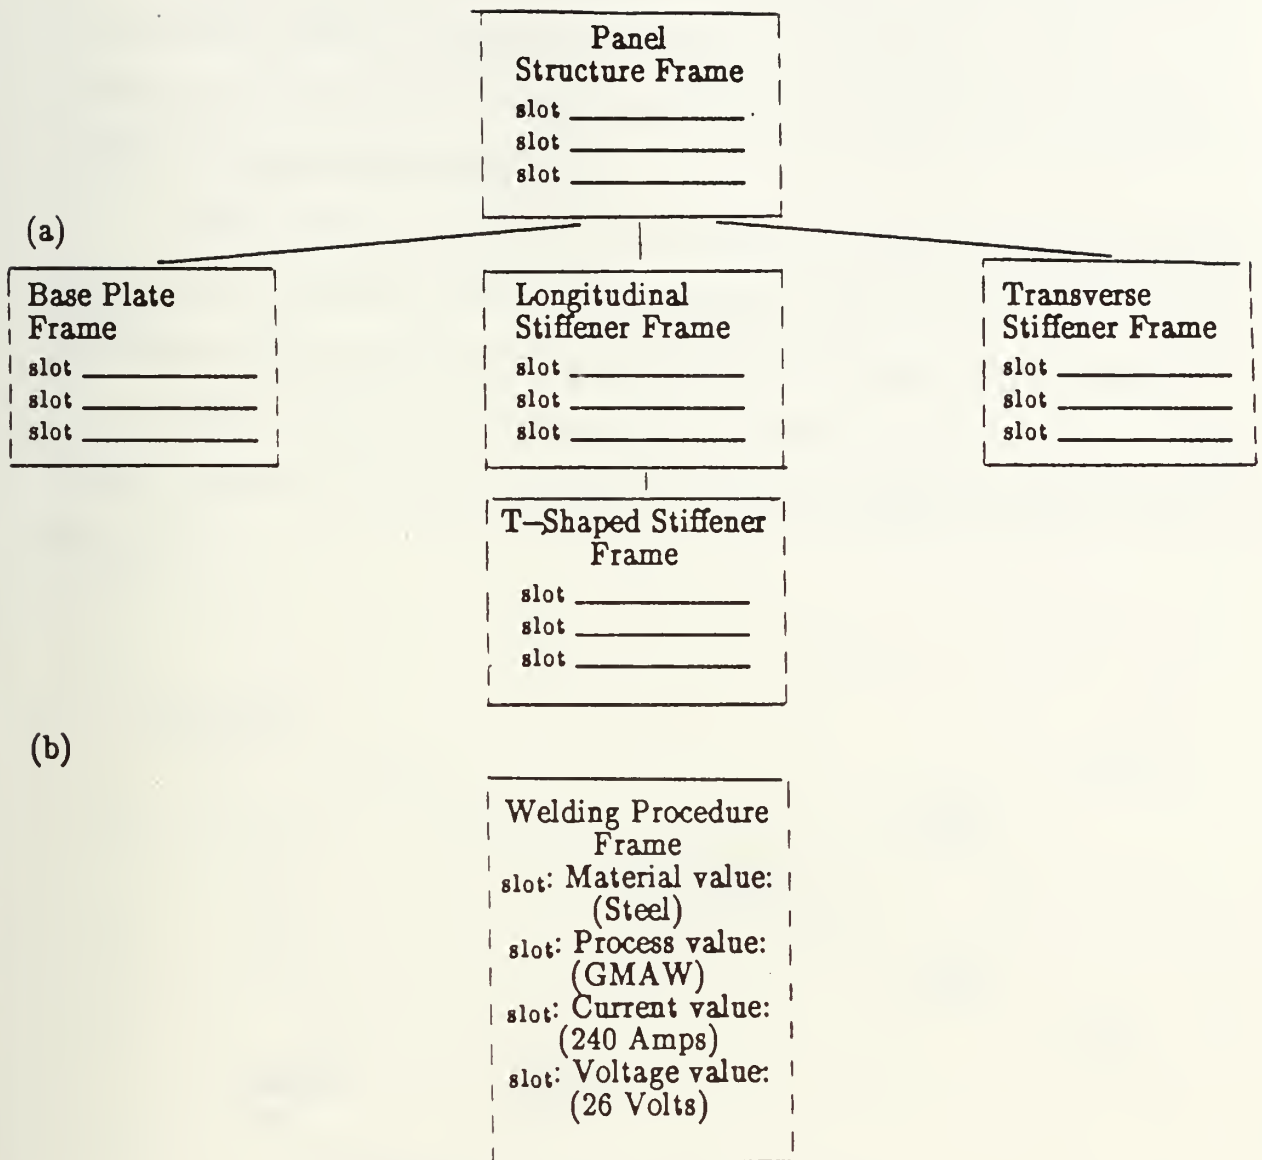 Panel
Structure Frame
slot
slot
slot
(a)
Base Plate
Frame
slot
slot
slot
Longitudinal
Stiffener Frame
slot
slot
slot
Transverse
Stiffener Frame
slot
slot
slot
T-Shaped Stiffener
Frame
slot
slot
slot
(b)
Welding Procedure
Frame
slot: Material value:
(Steel)
slot: Process value:
(GMAW)
slot: Current value:
(240 Amps)
slot: Voltage value:
(26 Volts)